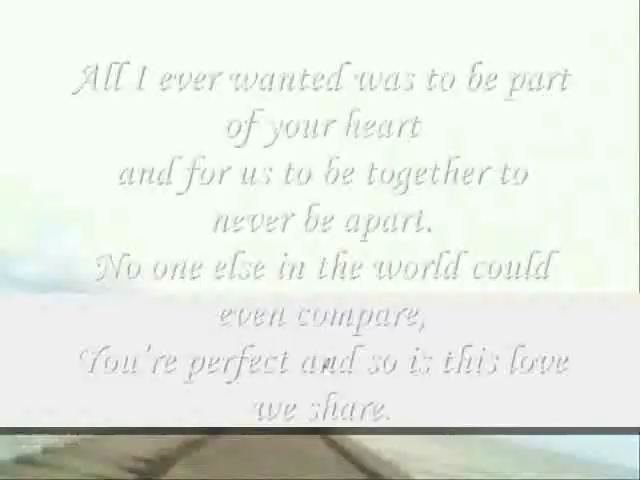 All I ever wanted was to be part
of your heart
and for us to be together to
never be apart.
No one else in the world could
even compare,
You're perfect and so is this love
we share.